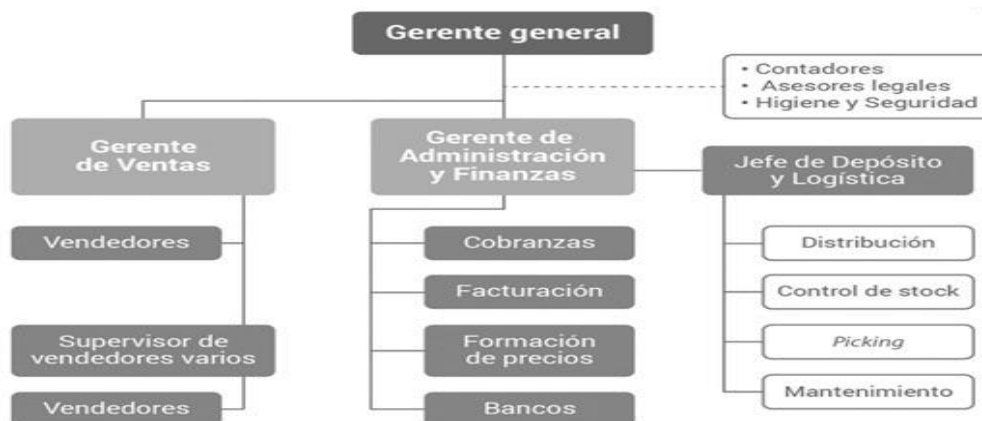 Gerente general
• Contadores
• Asesores legales
• Higiene y Seguridad
Gerente
de Ventas
Gerente de
Administración
y Finanzas
Jefe de Depósito
y Logística
Vendedores
Supervisor de
vendedores varios
Vendedores
Cobranzas
Facturación
Formación
de precios
Bancos
Distribución
Control de stock
Picking
Mantenimiento